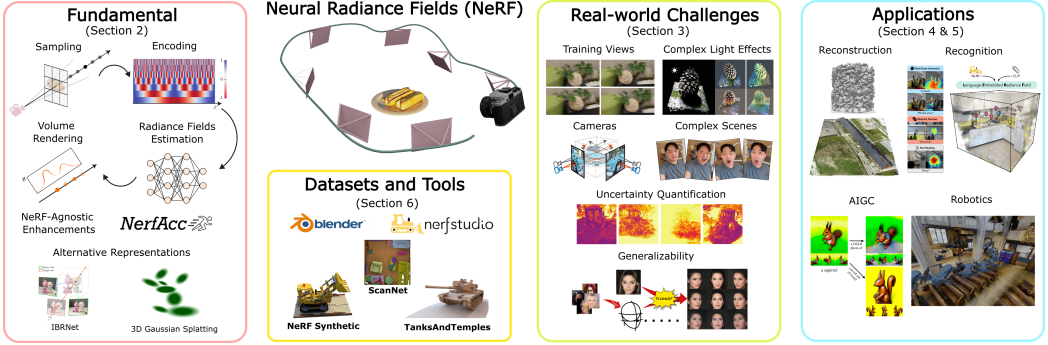 Fundamental
(Section 2)
Sampling
Encoding
Volume
Rendering
Radiance Fields
Estimation
NeRF-Agnostic
Enhancements
NerfAcc
Alternative Representations
IBRNet
3D Gaussian Splatting
Neural Radiance Fields (NeRF)
Datasets and Tools
(Section 6)
blender
nerfstudio
ScanNet
NeRF Synthetic
TanksAndTemples
Real-world Challenges
(Section 3)
Training Views
Complex Light Effects
Cameras
Complex Scenes
Uncertainty Quantification
Generalizability
Applications
(Section 4 & 5)
Reconstruction
Recognition
NeRF
CLIP
Language Embedded Radiance Field
AIGC
Robotics
a squirrel